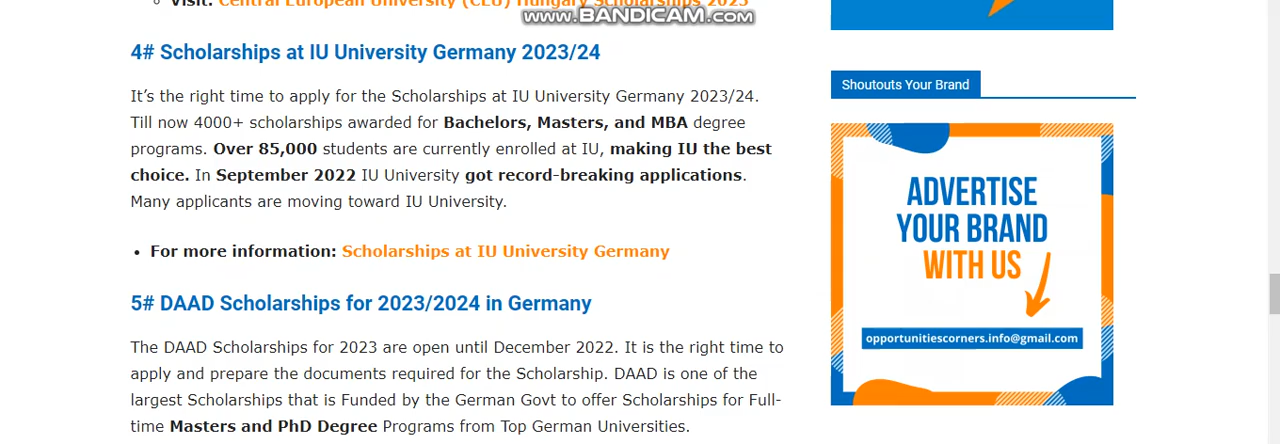 Visit: Central European University (CEU) Hungary Scholarships 2023
www.BANDICAM.com
4# Scholarships at IU University Germany 2023/24
It’s the right time to apply for the Scholarships at IU University Germany 2023/24.
Till now 4000+ scholarships awarded for Bachelors, Masters, and MBA degree
programs. Over 85,000 students are currently enrolled at IU, making IU the best
choice. In September 2022 IU University got record-breaking applications.
Many applicants are moving toward IU University.
• For more information: Scholarships at IU University Germany
5# DAAD Scholarships for 2023/2024 in Germany
The DAAD Scholarships for 2023 are open until December 2022. It is the right time to
apply and prepare the documents required for the Scholarship. DAAD is one of the
largest Scholarships that is Funded by the German Govt to offer Scholarships for Full-
time Masters and PhD Degree Programs from Top German Universities.
Shoutouts Your Brand
ADVERTISE
YOUR BRAND
WITH US
opportunitiescorners.info@gmail.com